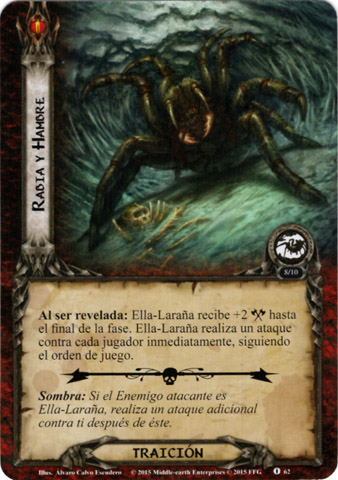 RABIA Y HAMBRE
8/10
Al ser revelada: Ella-Laraña recibe +2 hasta
el final de la fase. Ella-Laraña realiza un ataque
contra cada jugador inmediatamente, siguiendo
el orden de juego.
Sombra: Si el Enemigo atacante es
Ella-Laraña, realiza un ataque adicional
contra ti después de éste.
TRAICIÓN
Illus. Alvaro Calvo Escudero © 2015 Middle-earth Enterprises © 2015 FFG 62